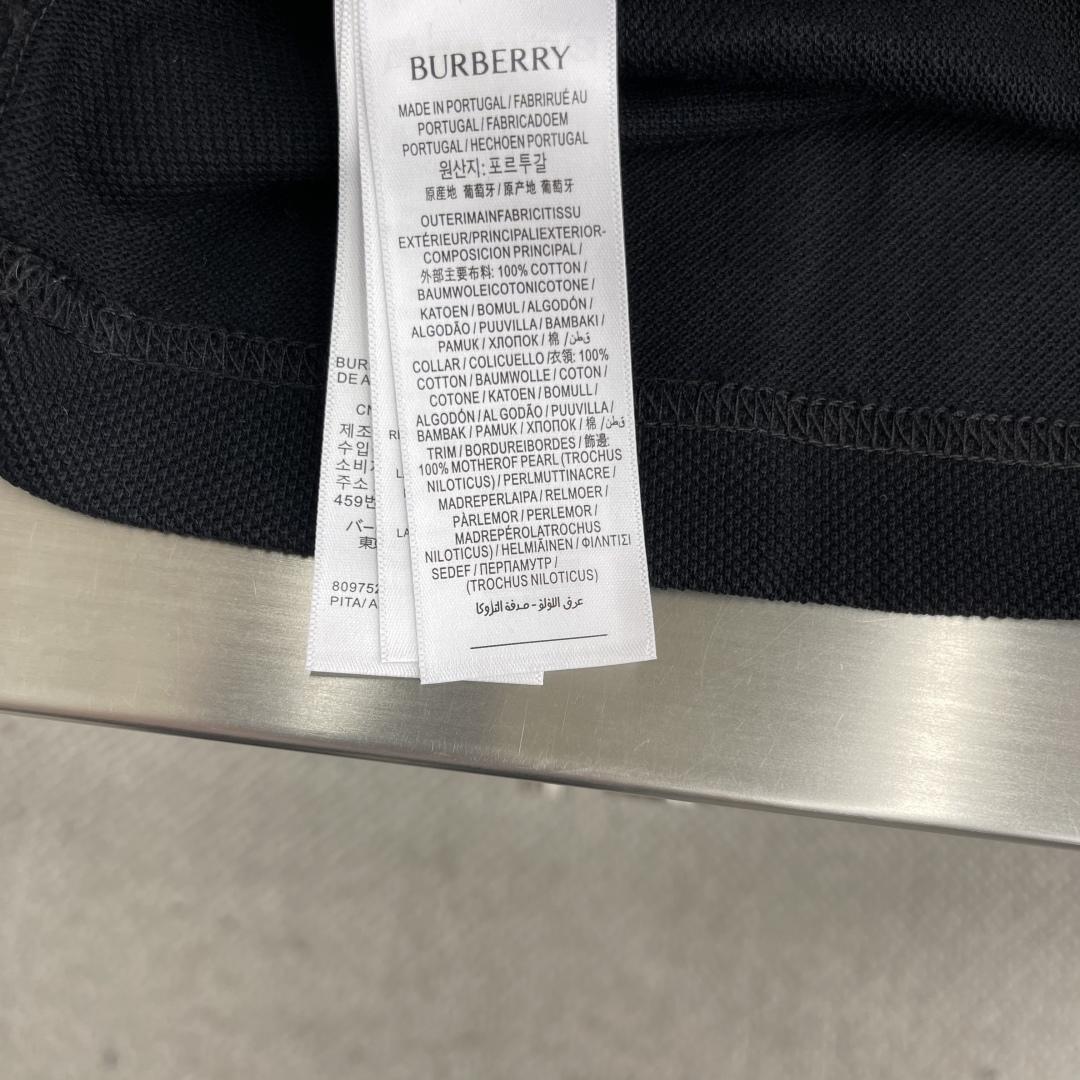 BURBERRY
MADE IN PORTUGAL / FABRIRUÉ AU
PORTUGAL / FABRICADOEM
PORTUGAL / HECHOEN PORTUGAL
원산지: 포르투갈
原産地 葡萄牙 / 原产地 葡萄牙
OUTERIMAINFABRICITISSU
EXTÉRIEUR/PRINCIPALIEXTERIOR-
COMPOSICION PRINCIPAL /
外部主要布料: 100% COTTON /
BAUMWOLEICOTONICOTONE /
KATOEN / BOMUL / ALGODÓN /
ALGODÃO / PUUVILLA / BAMBAKI /
PAMUK / ХЛОПОК / 棉 / قطن
COLLAR / COLICUELLO /衣領: 100%
COTTON / BAUMWOLLE / COTON /
COTONE / KATOEN / BOMULL /
ALGODÓN / AL GODÃO / PUUVILLA /
BAMBAK / PAMUK / ХЛОПОК / 棉 / قطن
TRIM / BORDUREIBORDES / 飾邊:
100% MOTHEROF PEARL (TROCHUS
NILOTICUS) / PERLMUTTINACRE /
MADREPERLAIPA / RELMOER /
PÀRLEMOR / PERLEMOR /
MADREPÉROLATROCHUS
NILOTICUS) / HELMIÄINEN / ΦΙΛΝΤΙΣΙ
SEDEF / ПЕРПАМУТР /
(TROCHUS NILOTICUS)
عرق اللؤلؤ - صدفة التروكا
BUR
DE A
CN
제조
수입
소비
주소
459번
バー
東
809752
PITA/ A
RI
L
LA